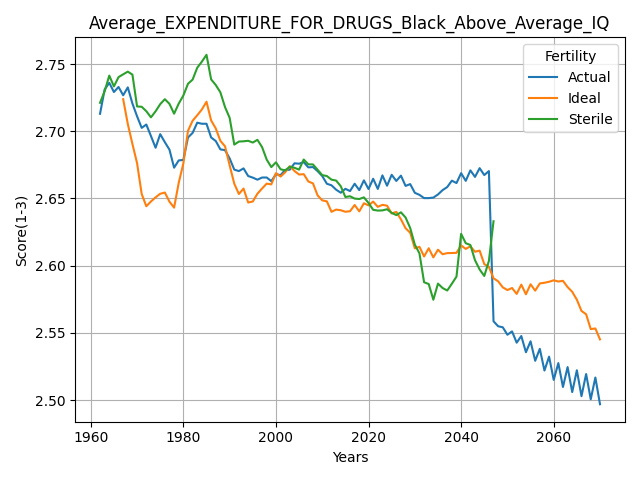 Average_EXPENDITURE_FOR_DRUGS_Black_Above_Average_IQ
Fertility
Actual
Ideal
Sterile
2.75
2.70
2.65
2.60
2.55
2.50
Score(1-3)
1960 1980 2000 2020 2040 2060
Years